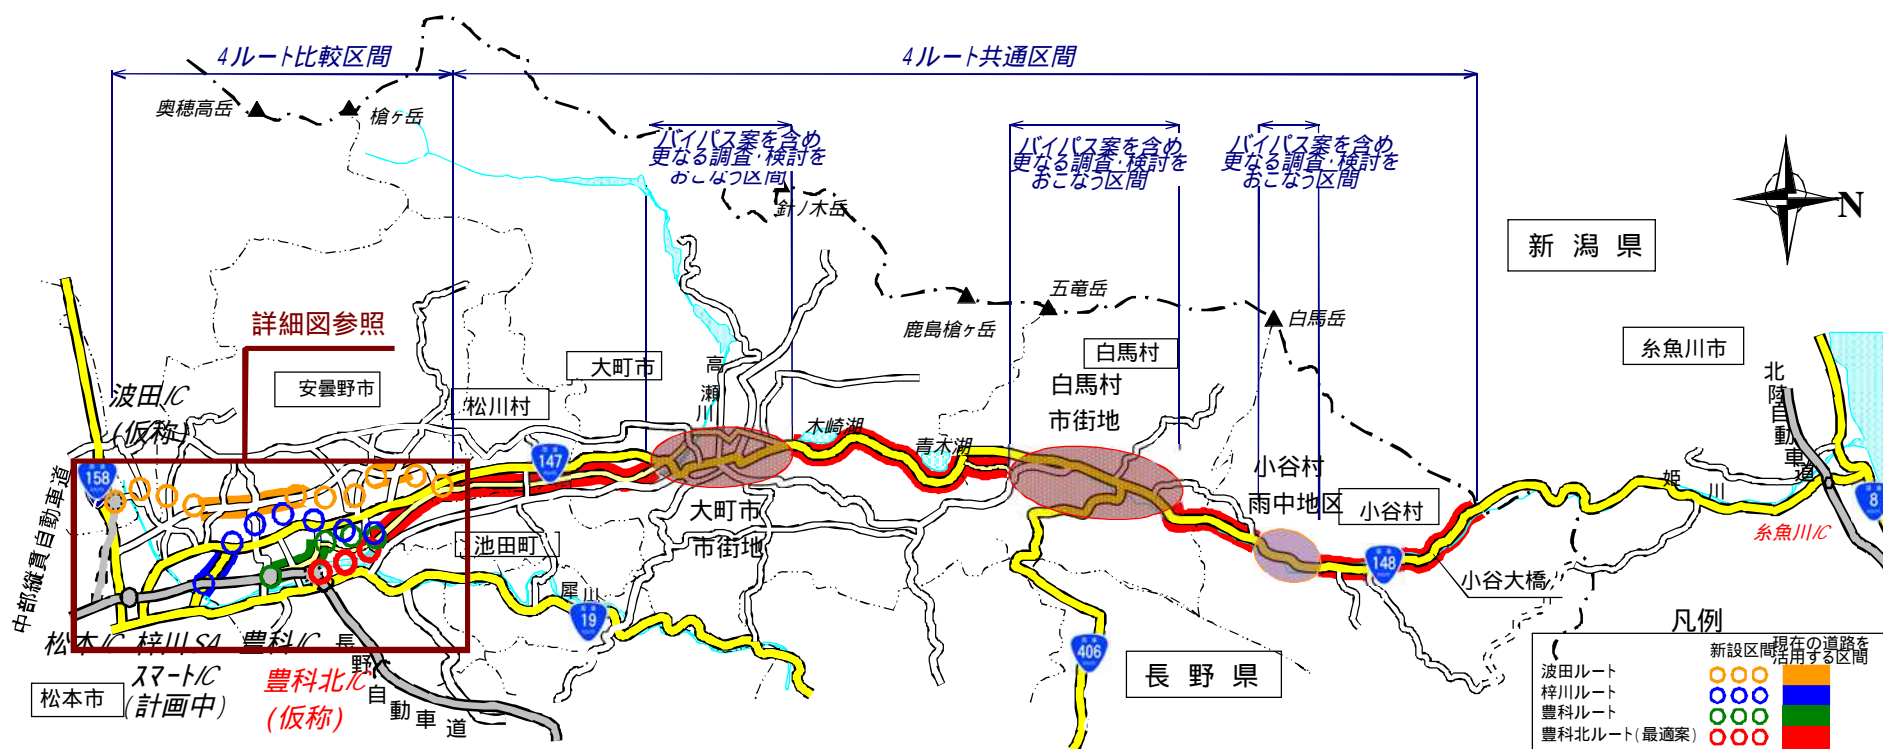 4ルート比較区間
4ルート共通区間
奥穂高岳
槍ヶ岳
バイパス案を含め
更なる調査・検討を
おこなう区間
バイパス案を含め
更なる調査・検討を
おこなう区間
バイパス案を含め
更なる調査・検討を
おこなう区間
針ノ木岳
N
新潟県
五竜岳
鹿島槍ヶ岳
白馬岳
詳細図参照
安曇野市
大町市
高瀬川
白馬村
白馬村
市街地
糸魚川市
北陸自動車道
波田IC
(仮称)
松川村
木崎湖
青木湖
147
158
中部縦貫自動車道
小谷村
雨中地区
小谷村
姫川
8
糸魚川IC
大町市
市街地
池田町
犀川
19
148
小谷大橋
406
長野県
松本IC
梓川SA
スマートIC
(計画中)
豊科IC
豊科北IC
(仮称)
長野自動車道
松本市
凡例
新設区間
現在の道路を
活用する区間
波田ルート
梓川ルート
豊科ルート
豊科北ルート(最適案)